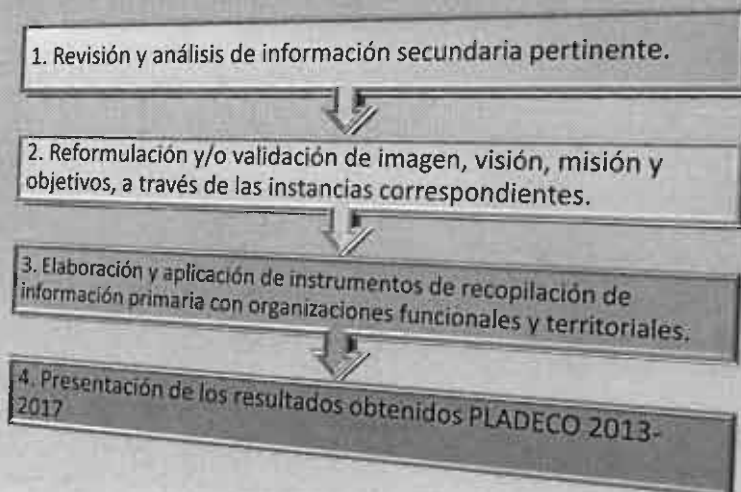 1. Revisión y análisis de información secundaria pertinente.
2. Reformulación y/o validación de imagen, visión, misión y
objetivos, a través de las instancias correspondientes.
3. Elaboración y aplicación de instrumentos de recopilación de
información primaria con organizaciones funcionales y territoriales.
4. Presentación de los resultados obtenidos PLADECO 2013-
2017